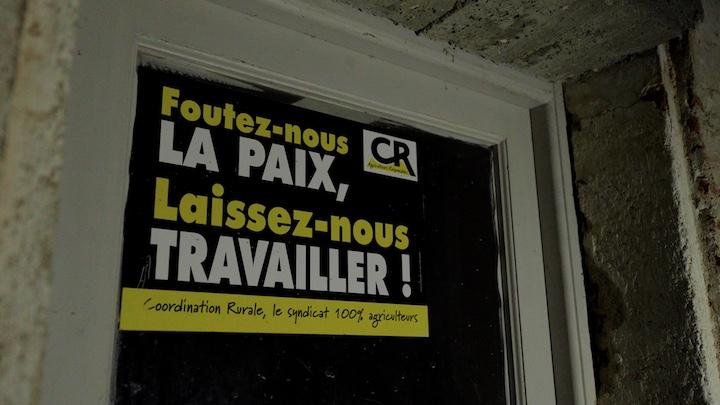 Foutez-nous
LA PAIX,
CR
Laissez-nous
TRAVAILLER !
Coordination Rurale, le syndicat 100% agriculteurs